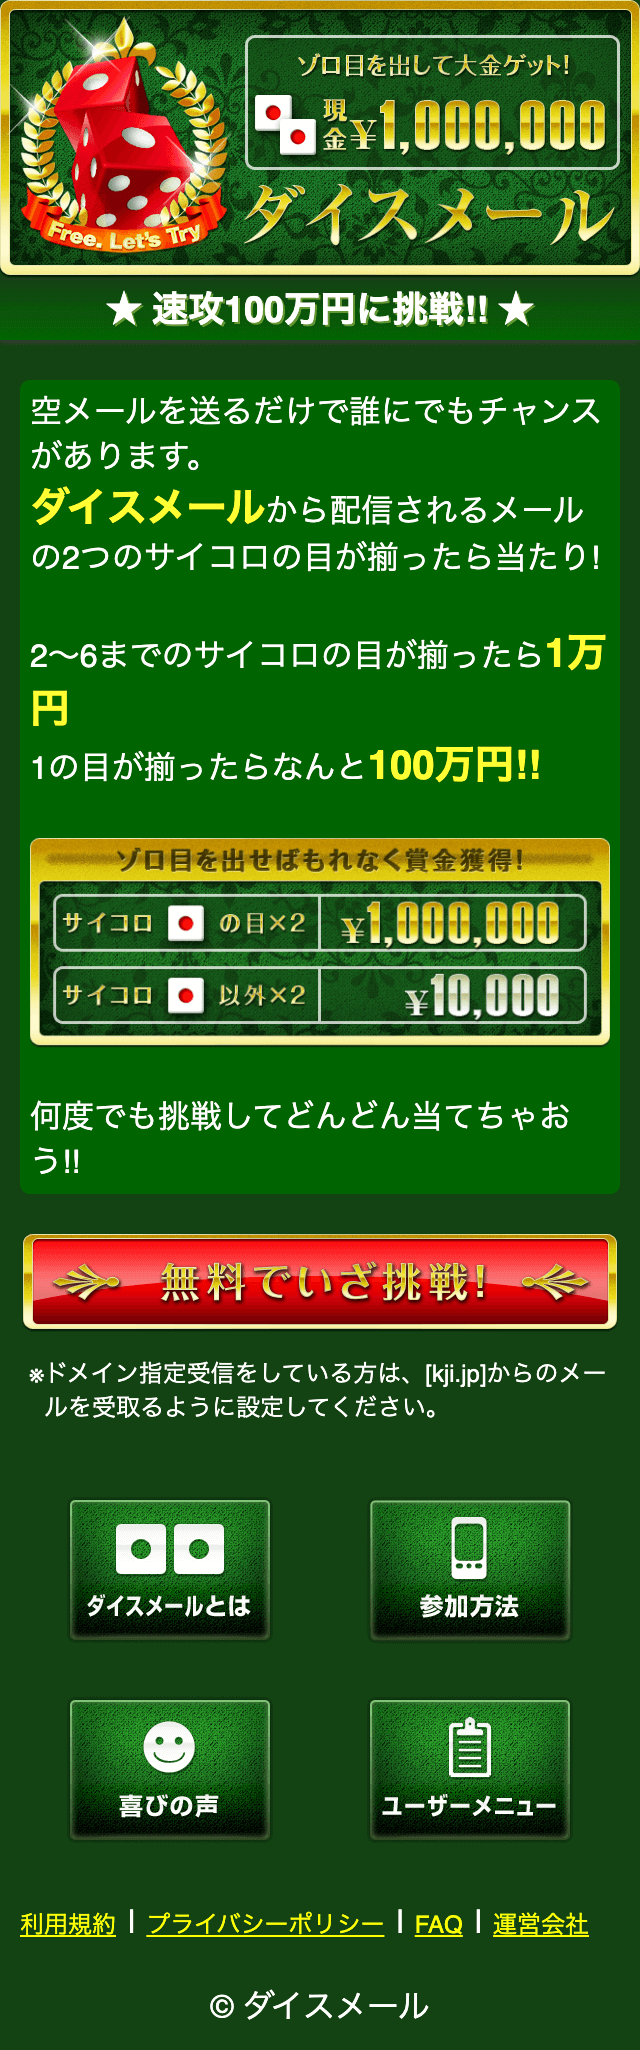 ゾロ目を出して大金ゲット!
現金¥1,000,000
Free. Let's Try
ダイスメール
★ 速攻100万円に挑戦!! ★
空メールを送るだけで誰にでもチャンス
があります。
ダイスメールから配信されるメール
の2つのサイコロの目が揃ったら当たり!
2〜6までのサイコロの目が揃ったら1万
円
1の目が揃ったらなんと100万円!!
ゾロ目を出せばもれなく賞金獲得!
サイコロ の目×2 ¥1,000,000
サイコロ 以外×2 ¥10,000
何度でも挑戦してどんどん当てちゃお
う!!
無料でいざ挑戦!
※ドメイン指定受信をしている方は、[kji.jp]からのメー
ルを受取るように設定してください。
ダイスメールとは
参加方法
喜びの声
ユーザーメニュー
利用規約 | プライバシーポリシー | FAQ | 運営会社
© ダイスメール